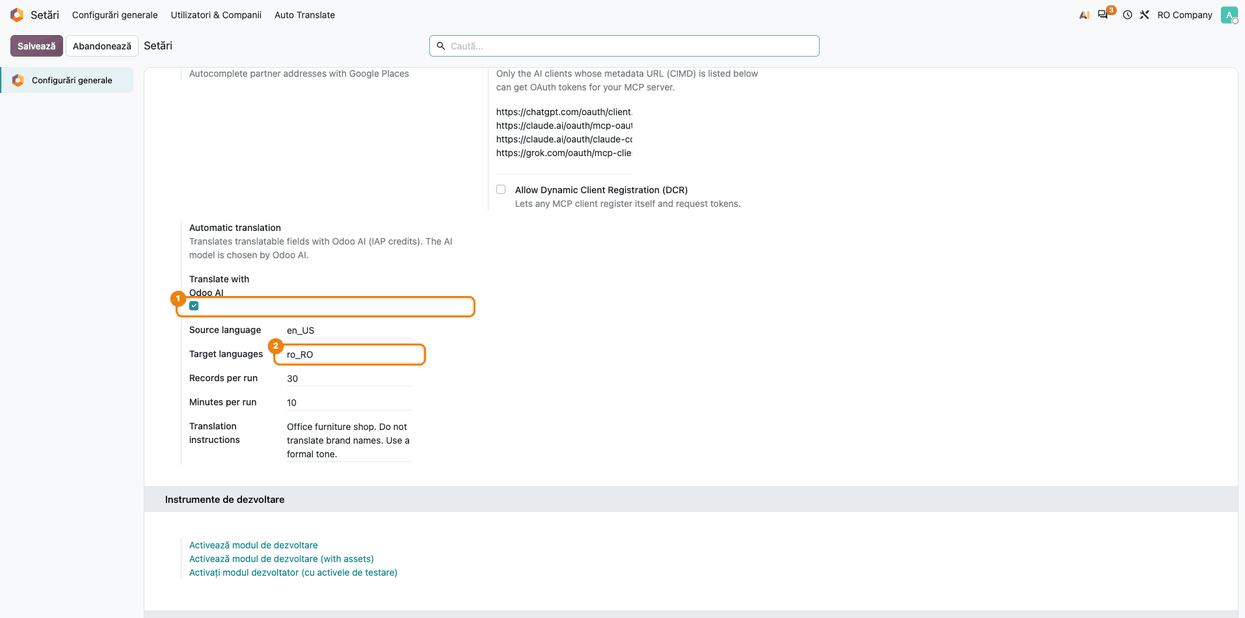 Setări
Configurări generale
Utilizatori & Companii
Auto Translate
AI
3
RO Company
A
Salvează
Abandonează
Setări
Caută...
Configurări generale
Autocomplete partner addresses with Google Places
Only the AI clients whose metadata URL (CIMD) is listed below
can get OAuth tokens for your MCP server.
https://chatgpt.com/oauth/client.
https://claude.ai/oauth/mcp-oaut
https://claude.ai/oauth/claude-co
https://grok.com/oauth/mcp-clie
Allow Dynamic Client Registration (DCR)
Lets any MCP client register itself and request tokens.
Automatic translation
Translates translatable fields with Odoo AI (IAP credits). The AI
model is chosen by Odoo AI.
Translate with
Odoo AI
1
Source language
en_US
2
Target languages
ro_RO
Records per run
30
Minutes per run
10
Translation
instructions
Office furniture shop. Do not
translate brand names. Use a
formal tone.
Instrumente de dezvoltare
Activează modul de dezvoltare
Activează modul de dezvoltare (with assets)
Activați modul dezvoltator (cu activele de testare)